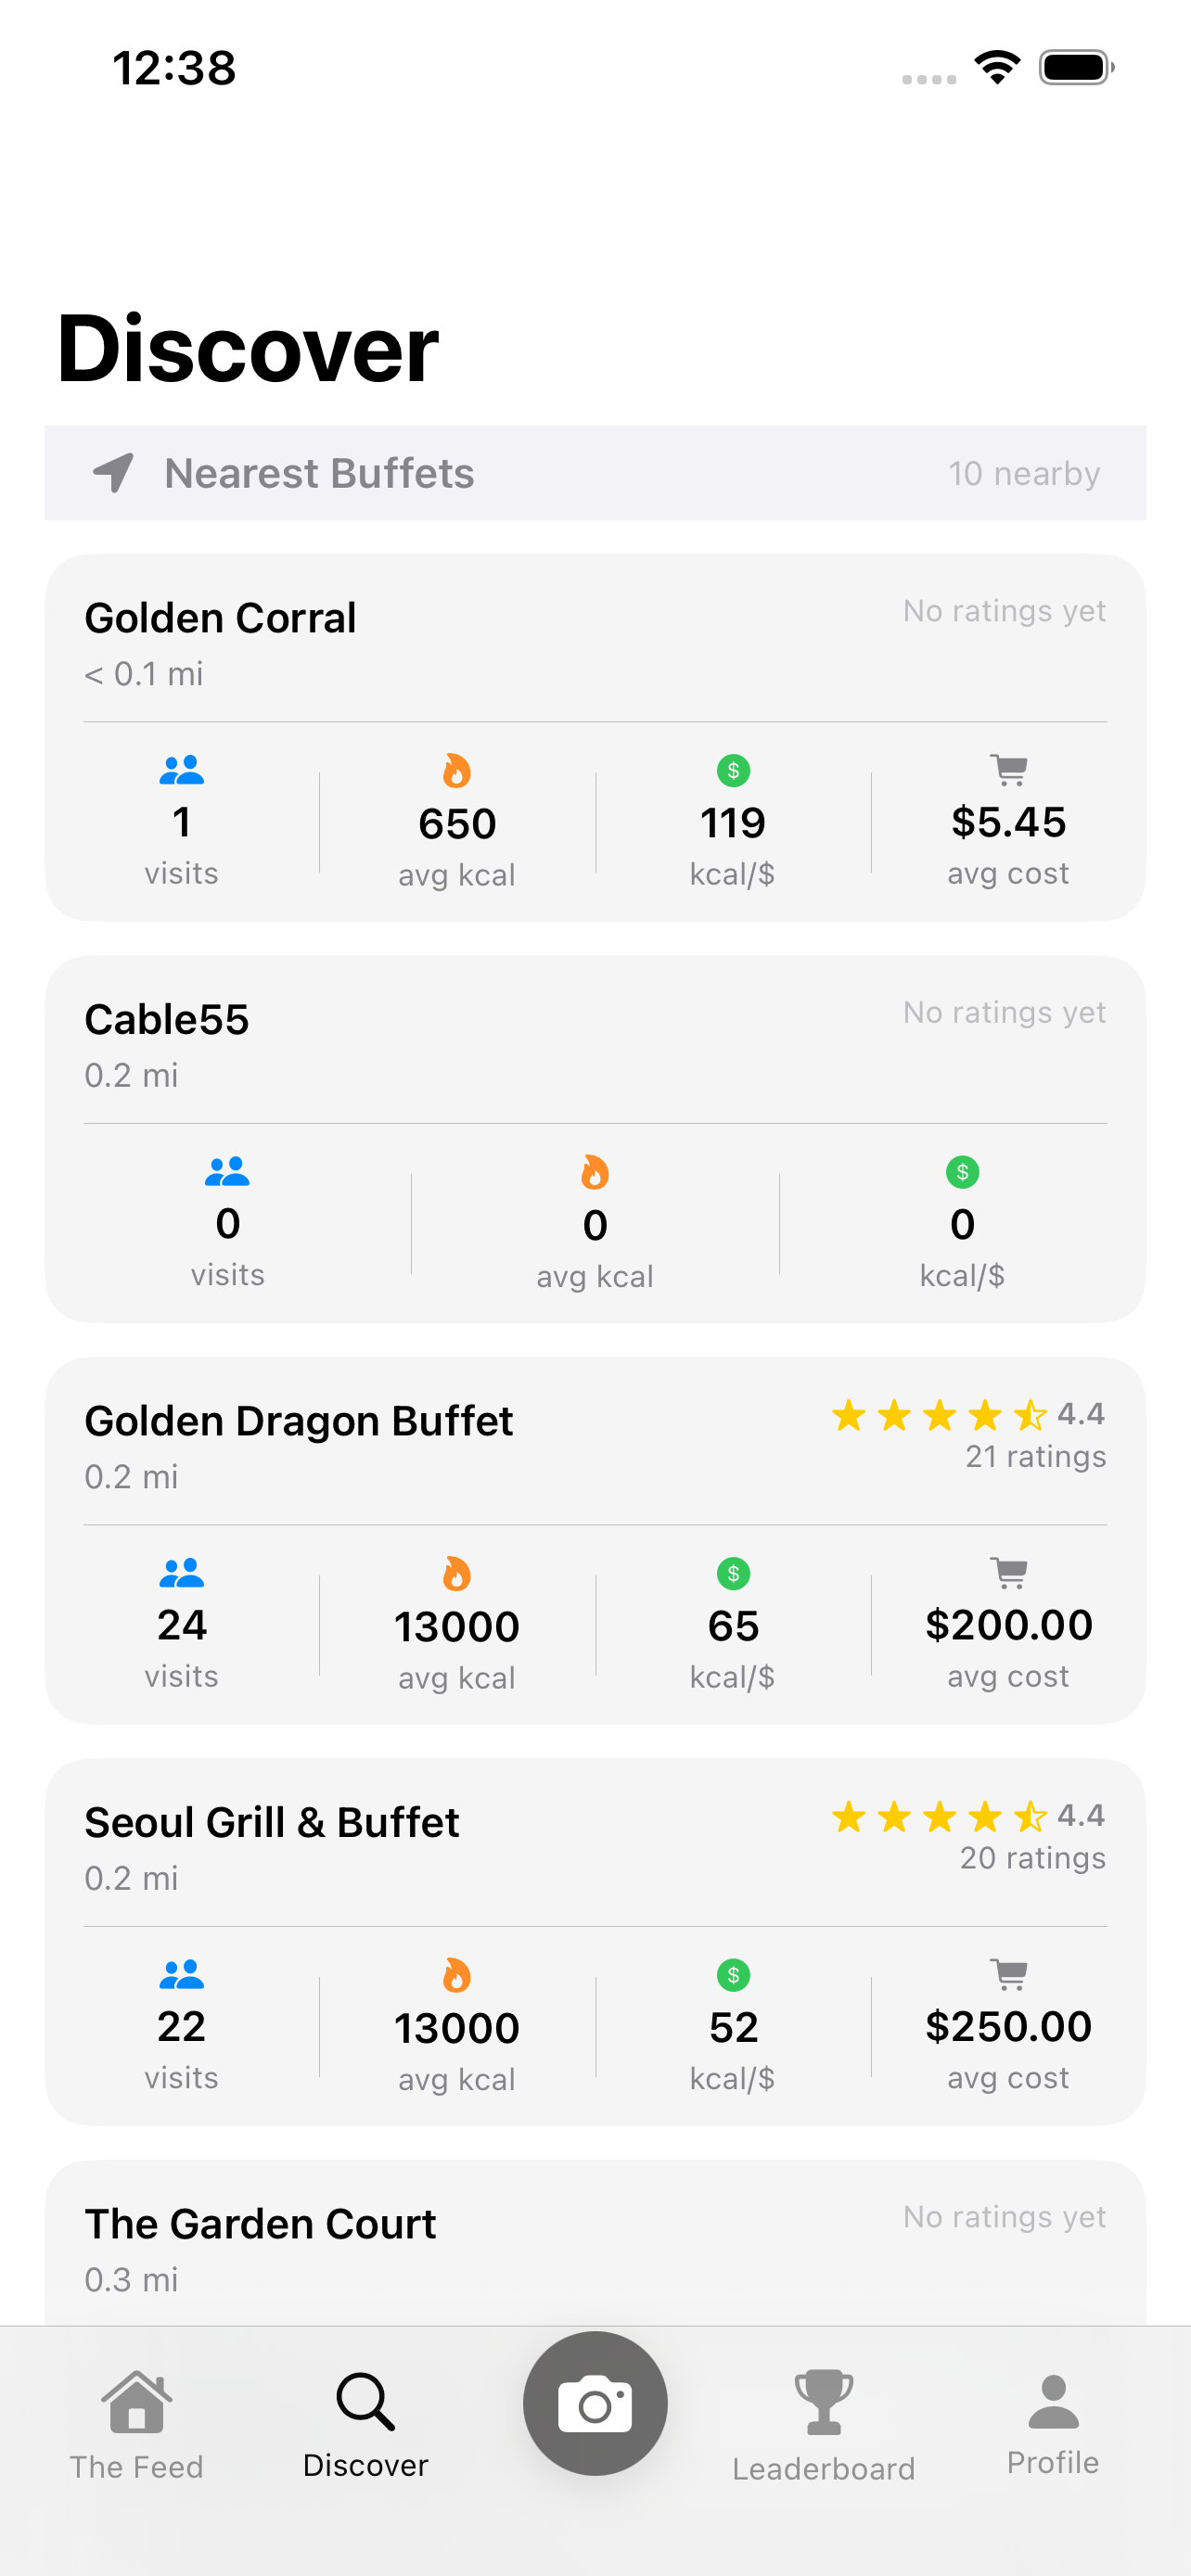 12:38
Discover
Nearest Buffets 10 nearby
Golden Corral No ratings yet
< 0.1 mi
1 650 119 $5.45
visits avg kcal kcal/$ avg cost
Cable55 No ratings yet
0.2 mi
0 0 0
visits avg kcal kcal/$
Golden Dragon Buffet 4.4
0.2 mi 21 ratings
24 13000 65 $200.00
visits avg kcal kcal/$ avg cost
Seoul Grill & Buffet 4.4
0.2 mi 20 ratings
22 13000 52 $250.00
visits avg kcal kcal/$ avg cost
The Garden Court No ratings yet
0.3 mi
The Feed Discover Leaderboard Profile